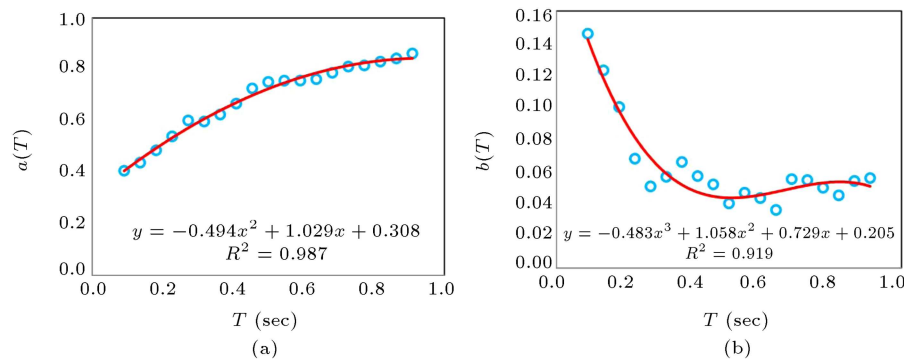 1.0
0.8
0.6
0.4
0.2
0.0
a(T)
0.0 0.2 0.4 0.6 0.8 1.0
T (sec)
y = −0.494x² + 1.029x + 0.308
R² = 0.987
(a)
0.16
0.14
0.12
0.10
0.08
0.06
0.04
0.02
0.00
b(T)
0.0 0.2 0.4 0.6 0.8 1.0
T (sec)
y = −0.483x³ + 1.058x² + 0.729x + 0.205
R² = 0.919
(b)